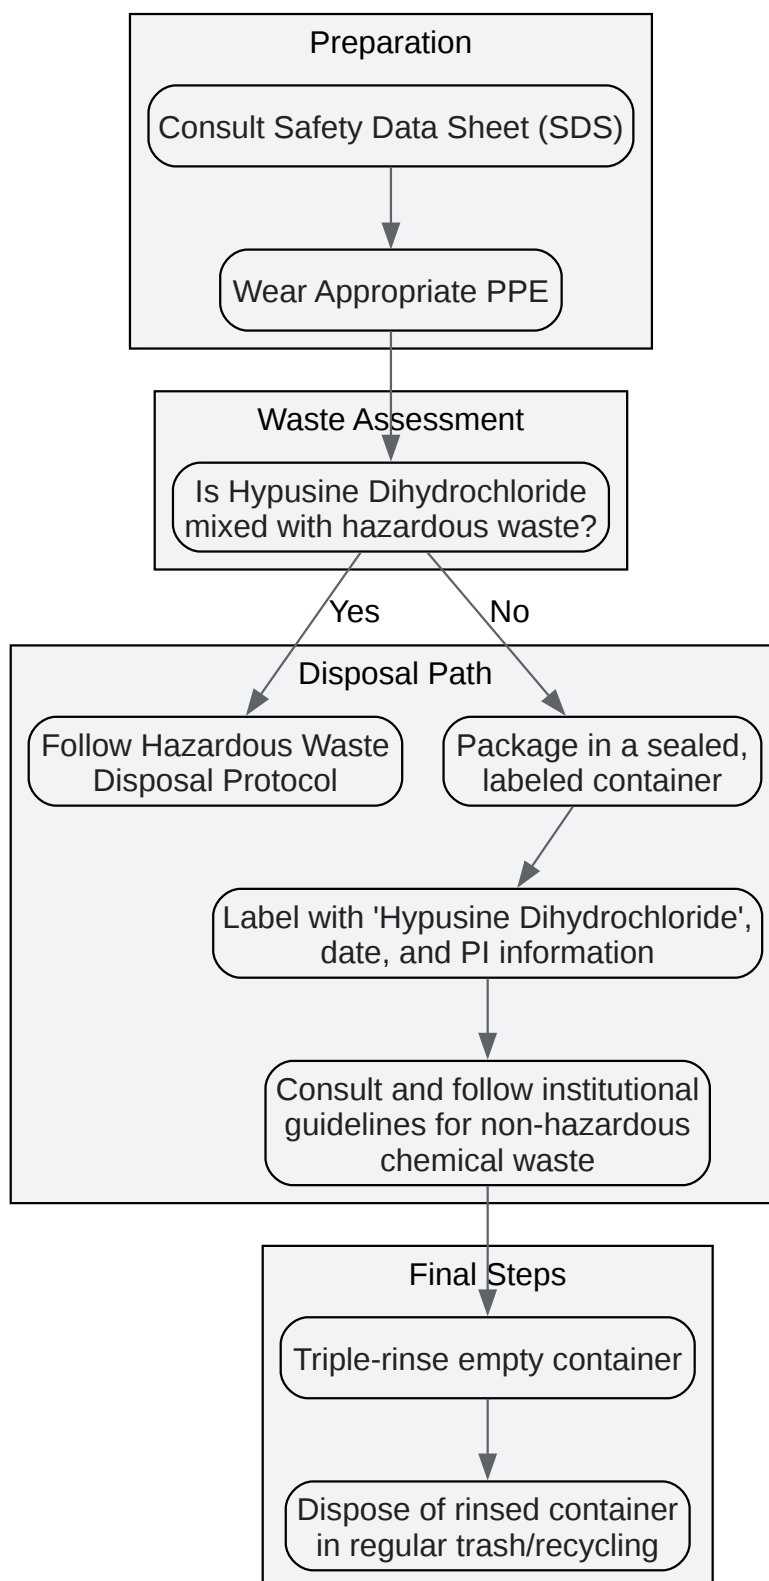 Preparation
Consult Safety Data Sheet (SDS)
Wear Appropriate PPE
Waste Assessment
Is Hypusine Dihydrochloride
mixed with hazardous waste?
Yes
No
Disposal Path
Follow Hazardous Waste
Disposal Protocol
Package in a sealed,
labeled container
Label with 'Hypusine Dihydrochloride',
date, and PI information
Consult and follow institutional
guidelines for non-hazardous
chemical waste
Final Steps
Triple-rinse empty container
Dispose of rinsed container
in regular trash/recycling